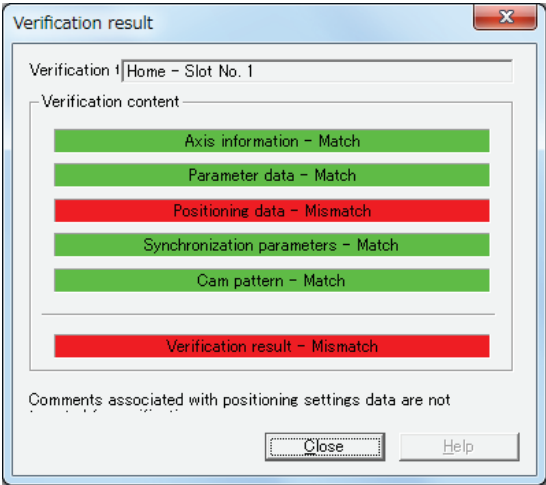 Verification result
Verification t
Home - Slot No. 1
Verification content
Axis information - Match
Parameter data - Match
Positioning data - Mismatch
Synchronization parameters - Match
Cam pattern - Match
Verification result - Mismatch
Comments associated with positioning settings data are not
Close
Help